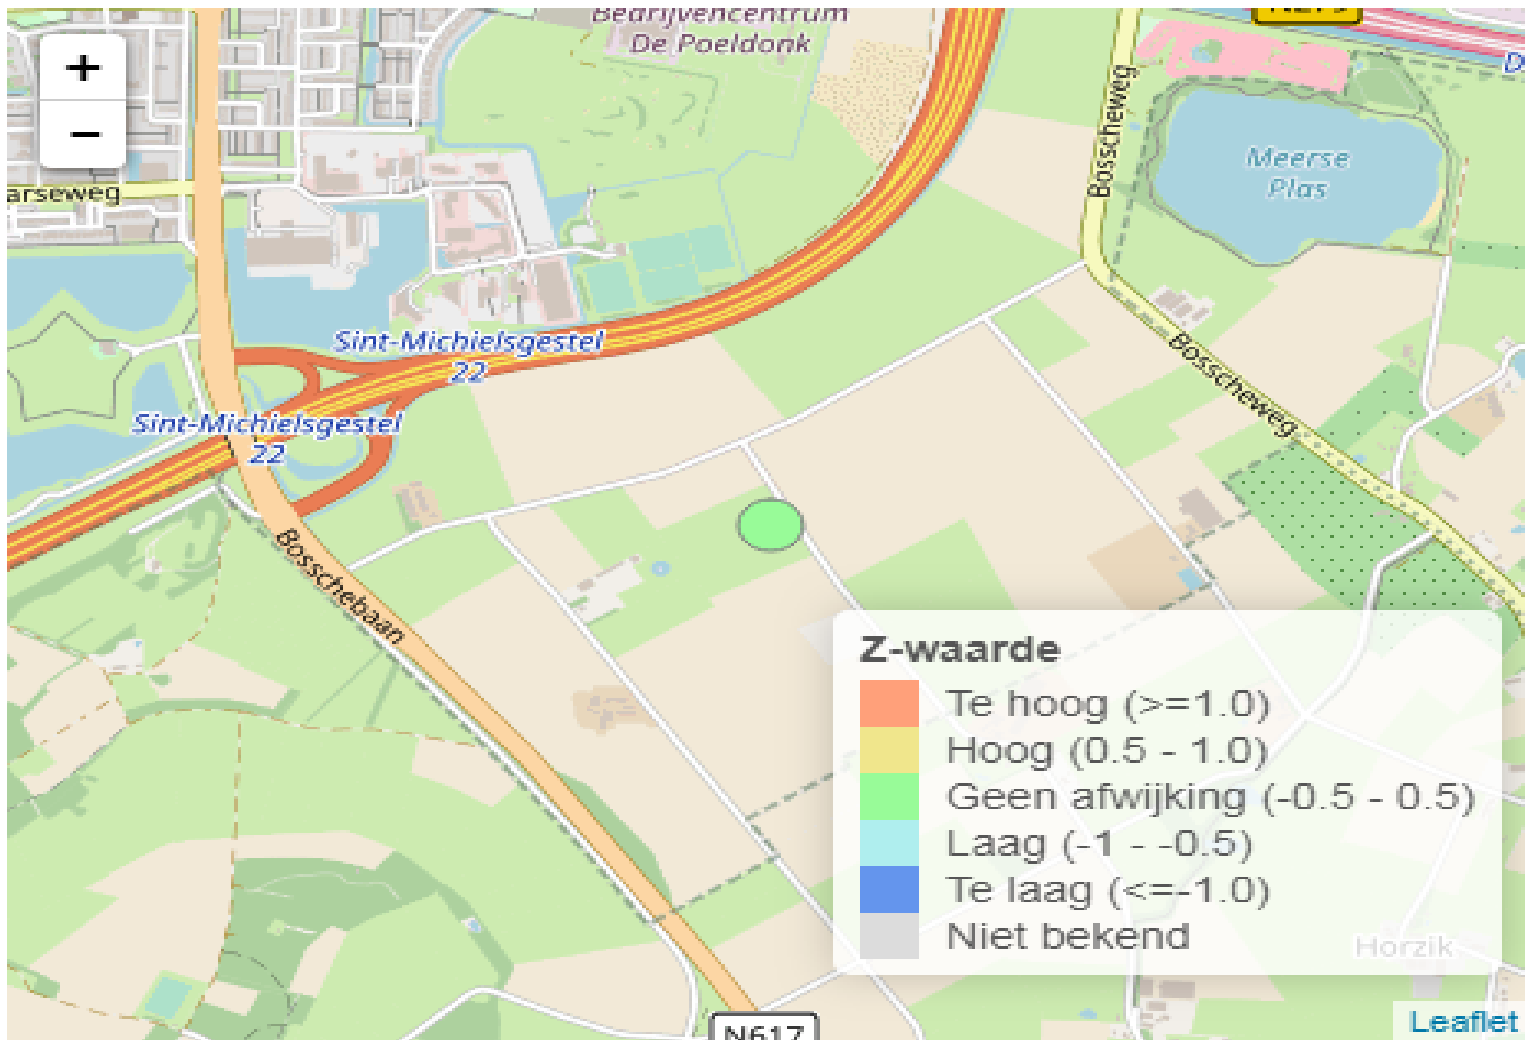 Bedrijvencentrum
De Poeldonk
N279
+
−
arseweg
Bosscheweg
Meerse
Plas
D
Sint-Michielsgestel
22
Bosscheweg
Sint-Michielsgestel
22
Bosschebaan
Z-waarde
Te hoog (>=1.0)
Hoog (0.5 - 1.0)
Geen afwijking (-0.5 - 0.5)
Laag (-1 - -0.5)
Te laag (<=-1.0)
Niet bekend
Horzik
N617
Leaflet